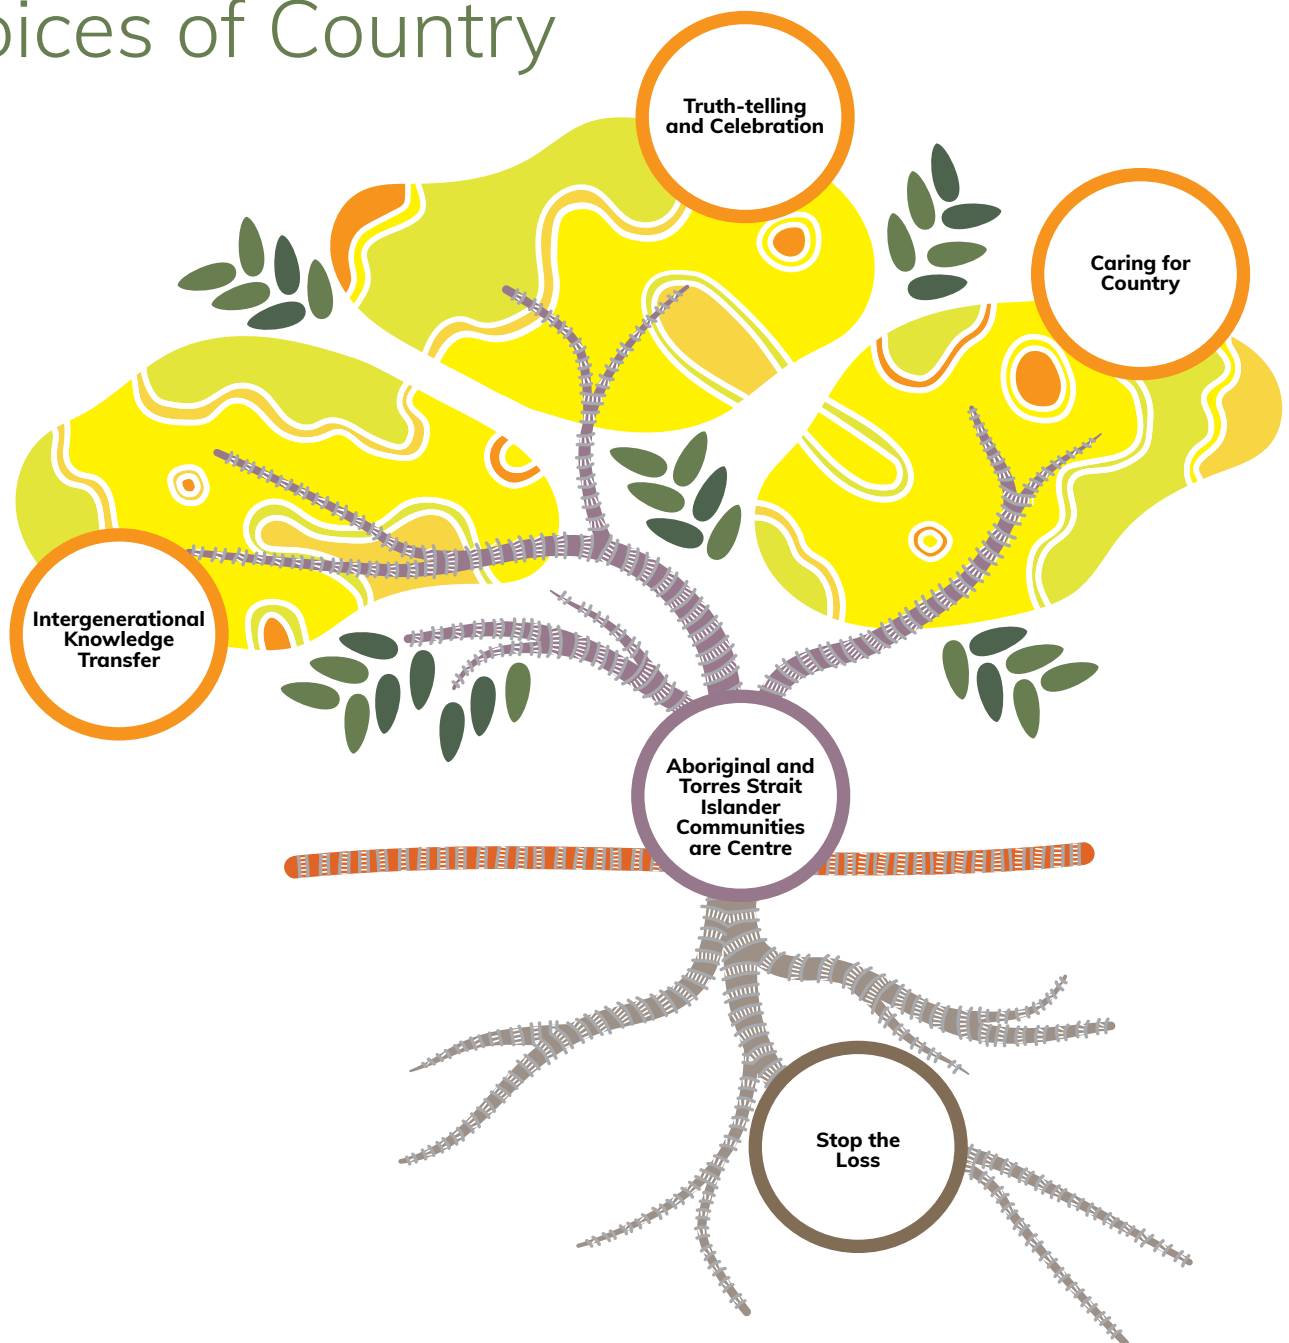 oices of Country
Truth-telling
and Celebration
Caring for
Country
Intergenerational
Knowledge
Transfer
Aboriginal and
Torres Strait
Islander
Communities
are Centre
Stop the
Loss